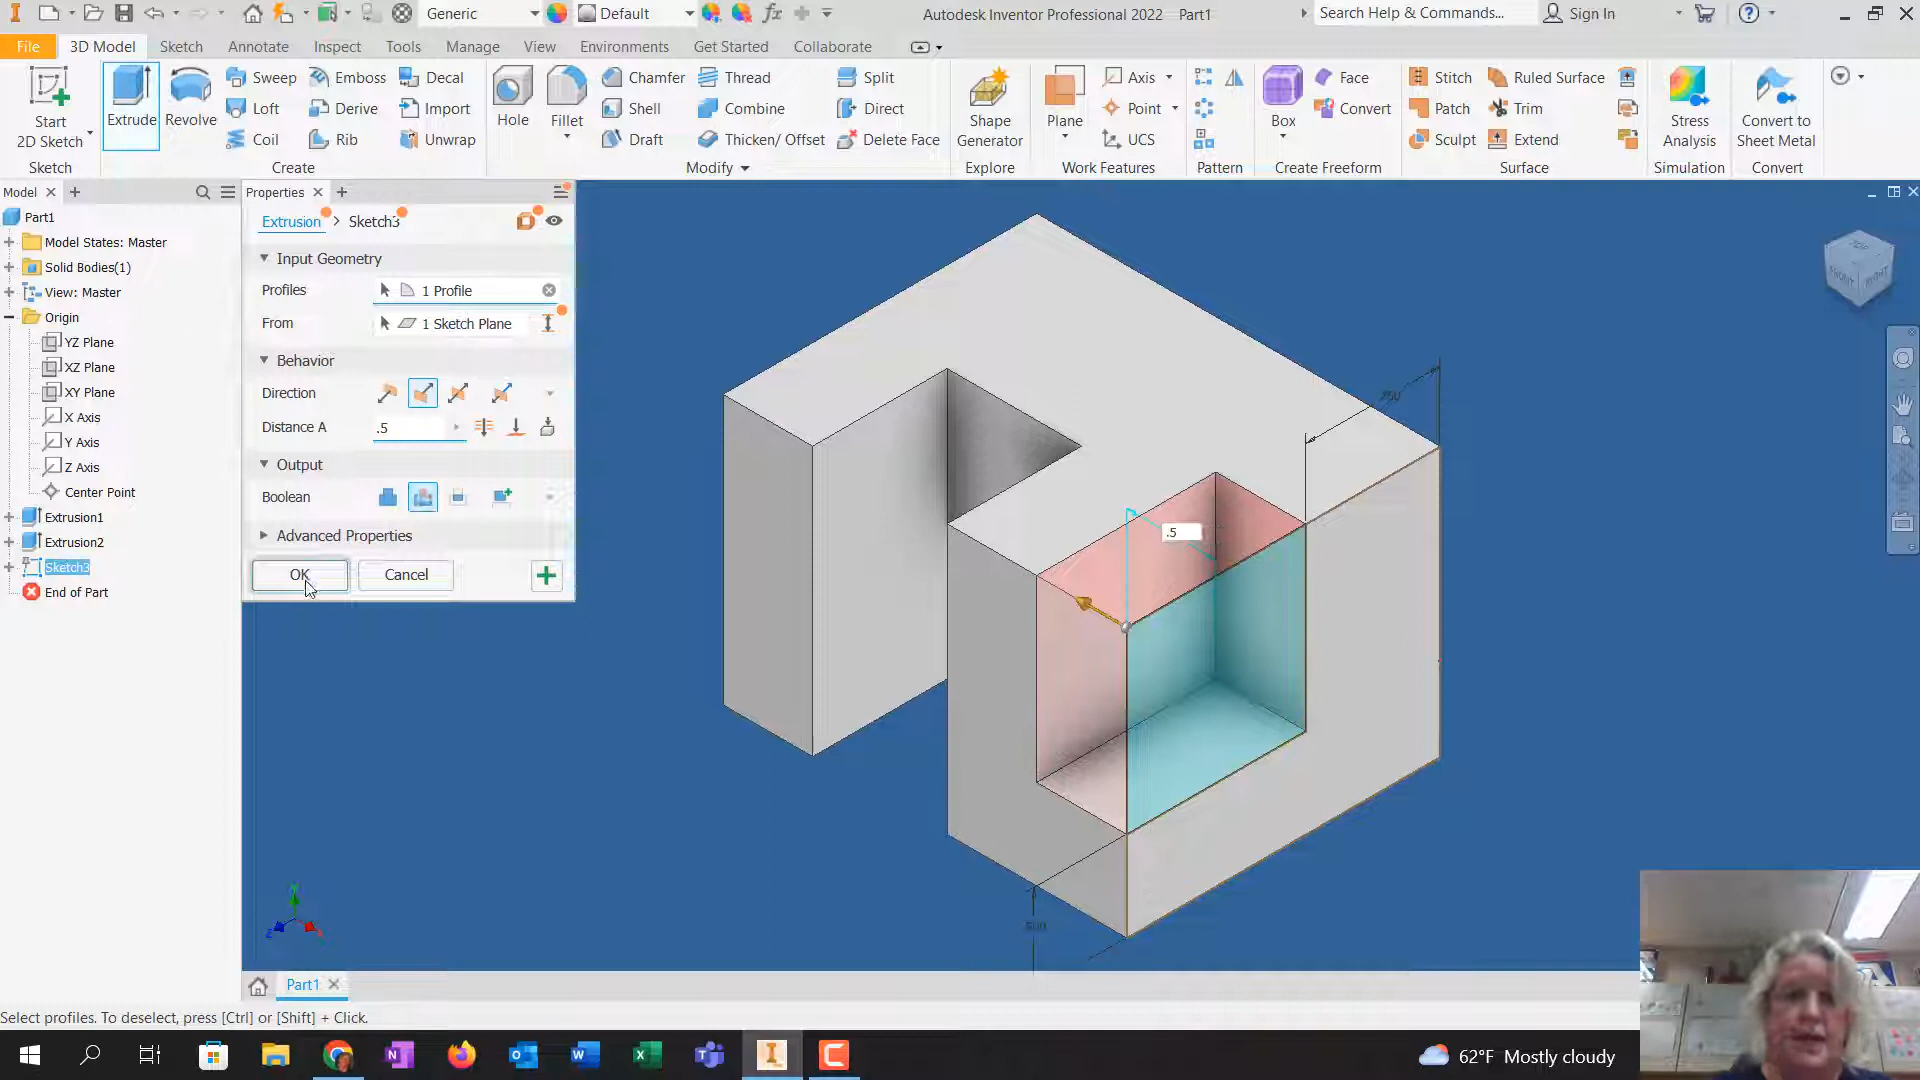 Generic
Default
Autodesk Inventor Professional 2022 Part1
Search Help & Commands...
Sign In
File
3D Model
Sketch
Annotate
Inspect
Tools
Manage
View
Environments
Get Started
Collaborate
Start
2D Sketch
Sketch
Extrude
Revolve
Sweep
Emboss
Decal
Loft
Derive
Import
Coil
Rib
Unwrap
Create
Hole
Fillet
Chamfer
Thread
Split
Shell
Combine
Direct
Draft
Thicken/ Offset
Delete Face
Modify
Shape
Generator
Explore
Plane
Axis
Point
UCS
Work Features
Pattern
Box
Face
Convert
Create Freeform
Stitch
Ruled Surface
Patch
Trim
Sculpt
Extend
Surface
Stress
Analysis
Simulation
Convert to
Sheet Metal
Convert
Model
Part1
Model States: Master
Solid Bodies(1)
View: Master
Origin
YZ Plane
XZ Plane
XY Plane
X Axis
Y Axis
Z Axis
Center Point
Extrusion1
Extrusion2
Sketch3
End of Part
Properties
Extrusion > Sketch3
Input Geometry
Profiles
1 Profile
From
1 Sketch Plane
Behavior
Direction
Distance A
.5
Output
Boolean
Advanced Properties
OK
Cancel
.5
FRONT
RIGHT
Part1
Select profiles. To deselect, press [Ctrl] or [Shift] + Click.
62°F Mostly cloudy